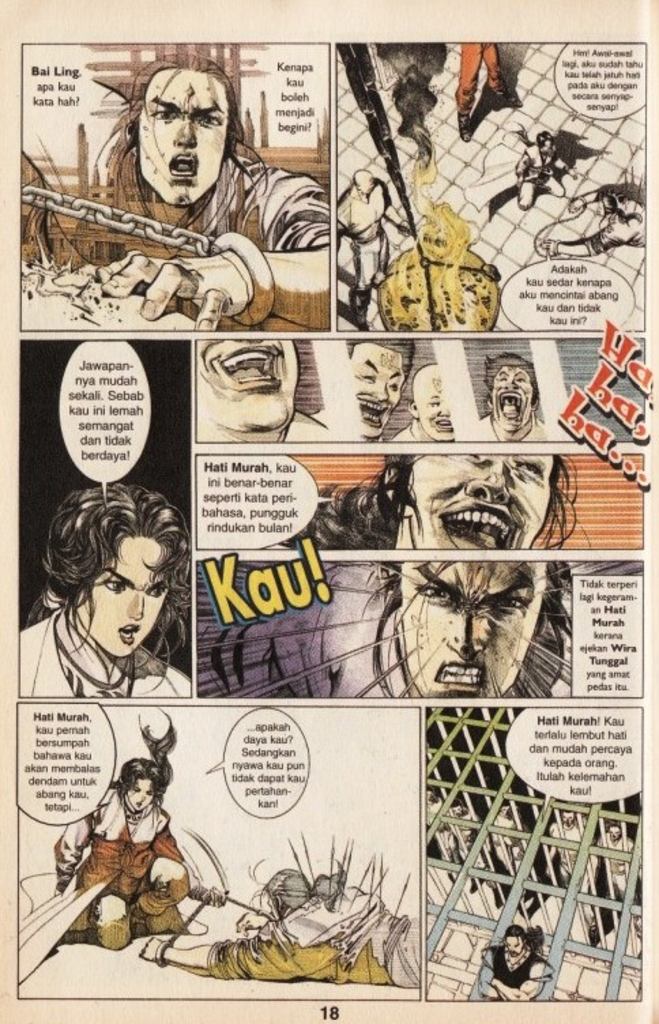 Bai Ling,
apa kau
kata hah?
Kenapa
kau
boleh
menjadi
begini?
Hm! Awal-awal
lagi, aku sudah tahu
kau telah jatuh hati
pada aku dengan
secara senyap-
senyap!
Adakah
kau sedar kenapa
aku mencintai abang
kau dan tidak
kau ini?
Jawapan-
nya mudah
sekali. Sebab
kau ini lemah
semangat
dan tidak
berdaya!
Ha,
ha,
ha...
Hati Murah, kau
ini benar-benar
seperti kata peri-
bahasa, pungguk
rindukan bulan!
Kau!
Tidak terperi
lagi kegeram-
an Hati
Murah
kerana
ejekan Wira
Tunggal
yang amat
pedas itu.
Hati Murah,
kau pernah
bersumpah
bahawa kau
akan membalas
dendam untuk
abang kau,
tetapi...
...apakah
daya kau?
Sedangkan
nyawa kau pun
tidak dapat kau
pertahan-
kan!
Hati Murah! Kau
terlalu lembut hati
dan mudah percaya
kepada orang.
Itulah kelemahan
kau!
18